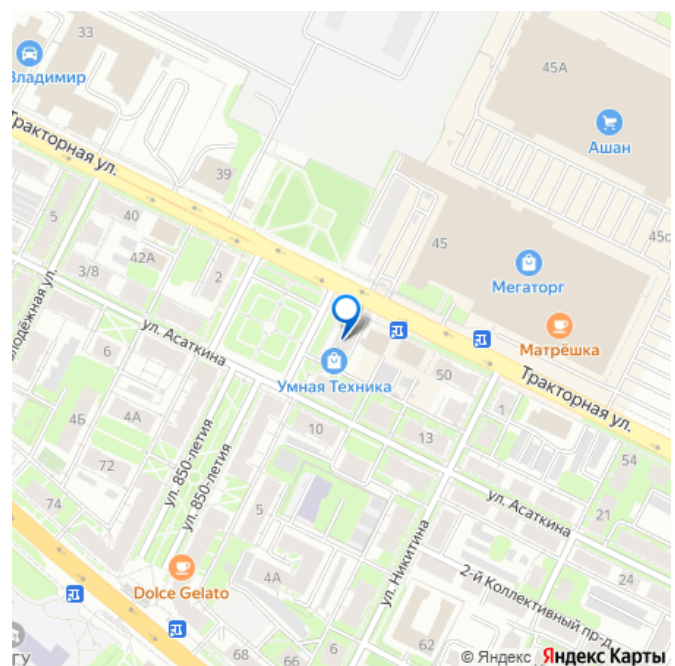 33
45А
Владимир
Ашан
Тракторная ул.
39
5
40
45
45с
42А
3/8
2
Мегаторг
ул. Асаткина
Матрёшка
6
Умная Техника
50
Тракторная ул.
4А
1
4Б
10
13
72
ул. 850-летия
ул. 850-летия
54
74
5
ул. Асаткина
21
ул. Никитина
4А
24
Dolce Gelato
2-й Коллективный пр-д
6
62
68
66
© Яндекс Яндекс Карты